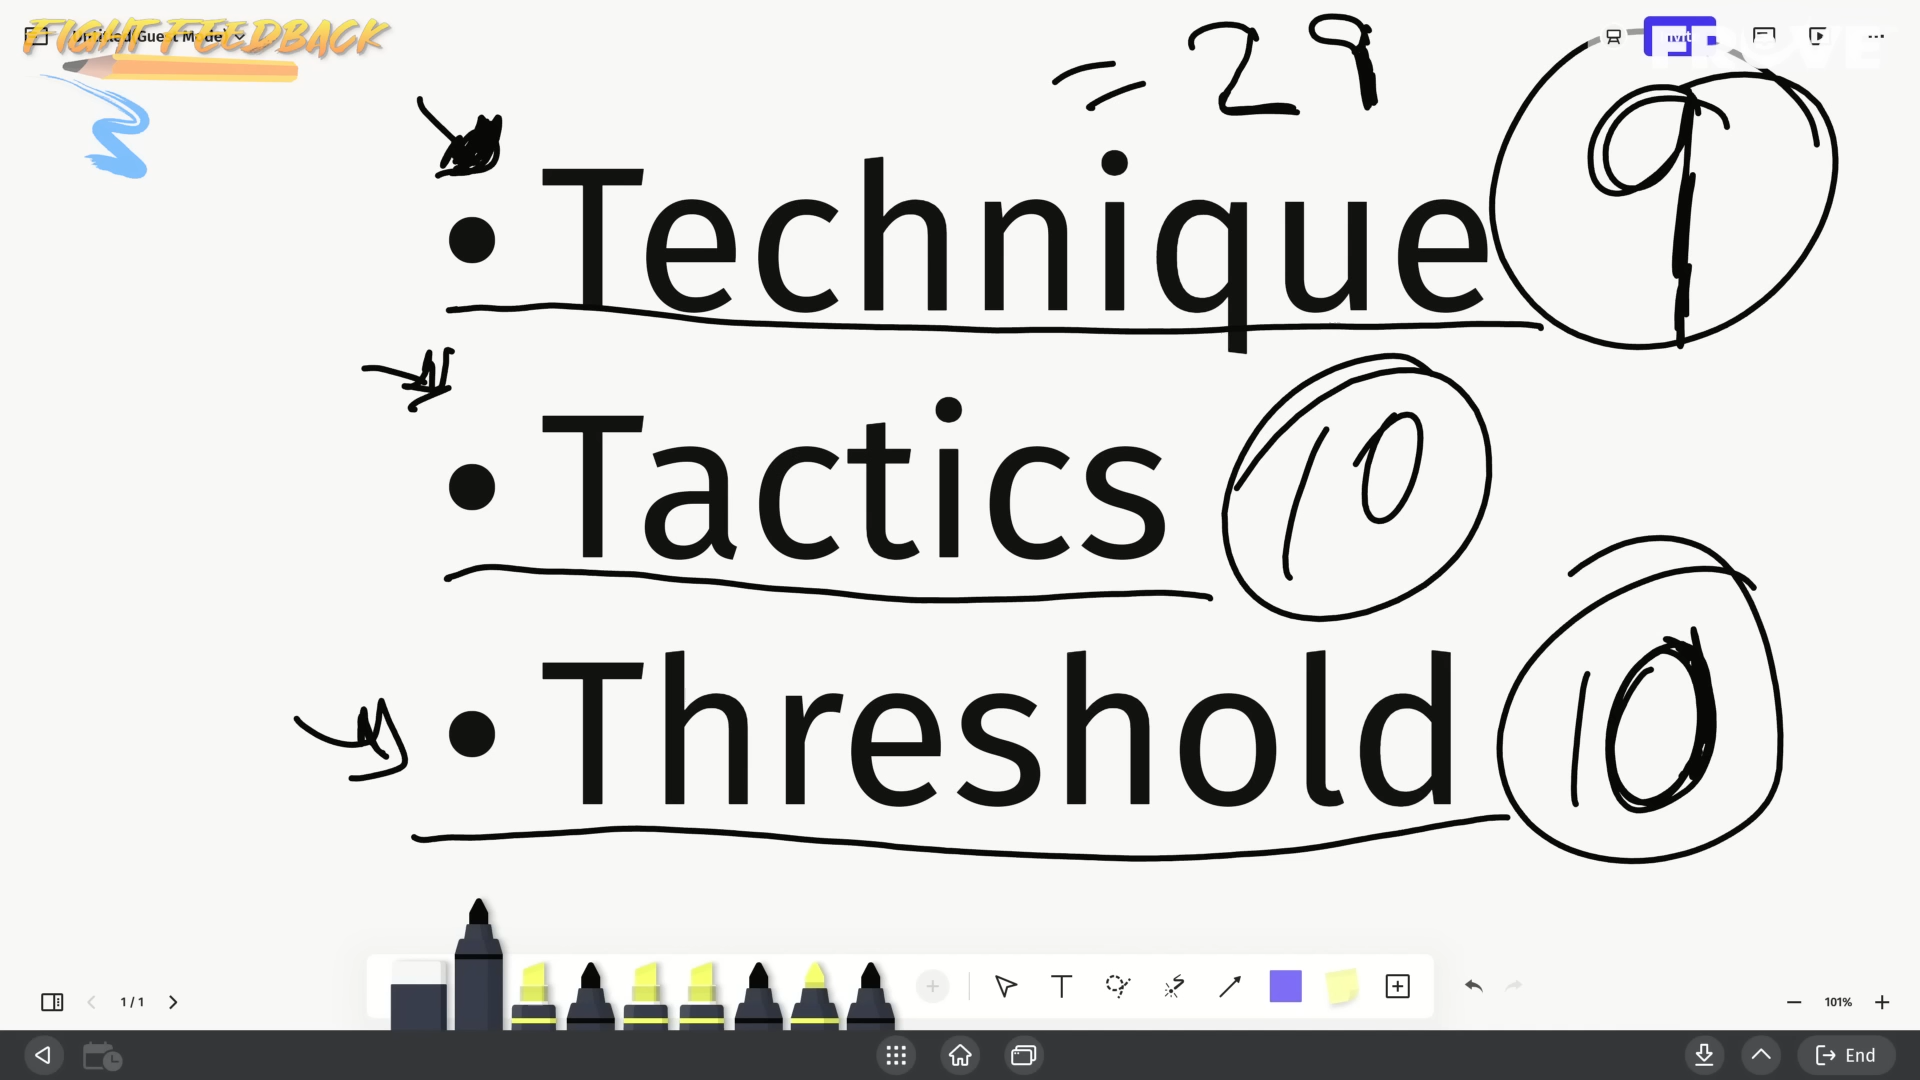 FIGHT FEEDBACK
= 29
• Technique 9
• Tactics 10
• Threshold 10
1 / 1
101%
End